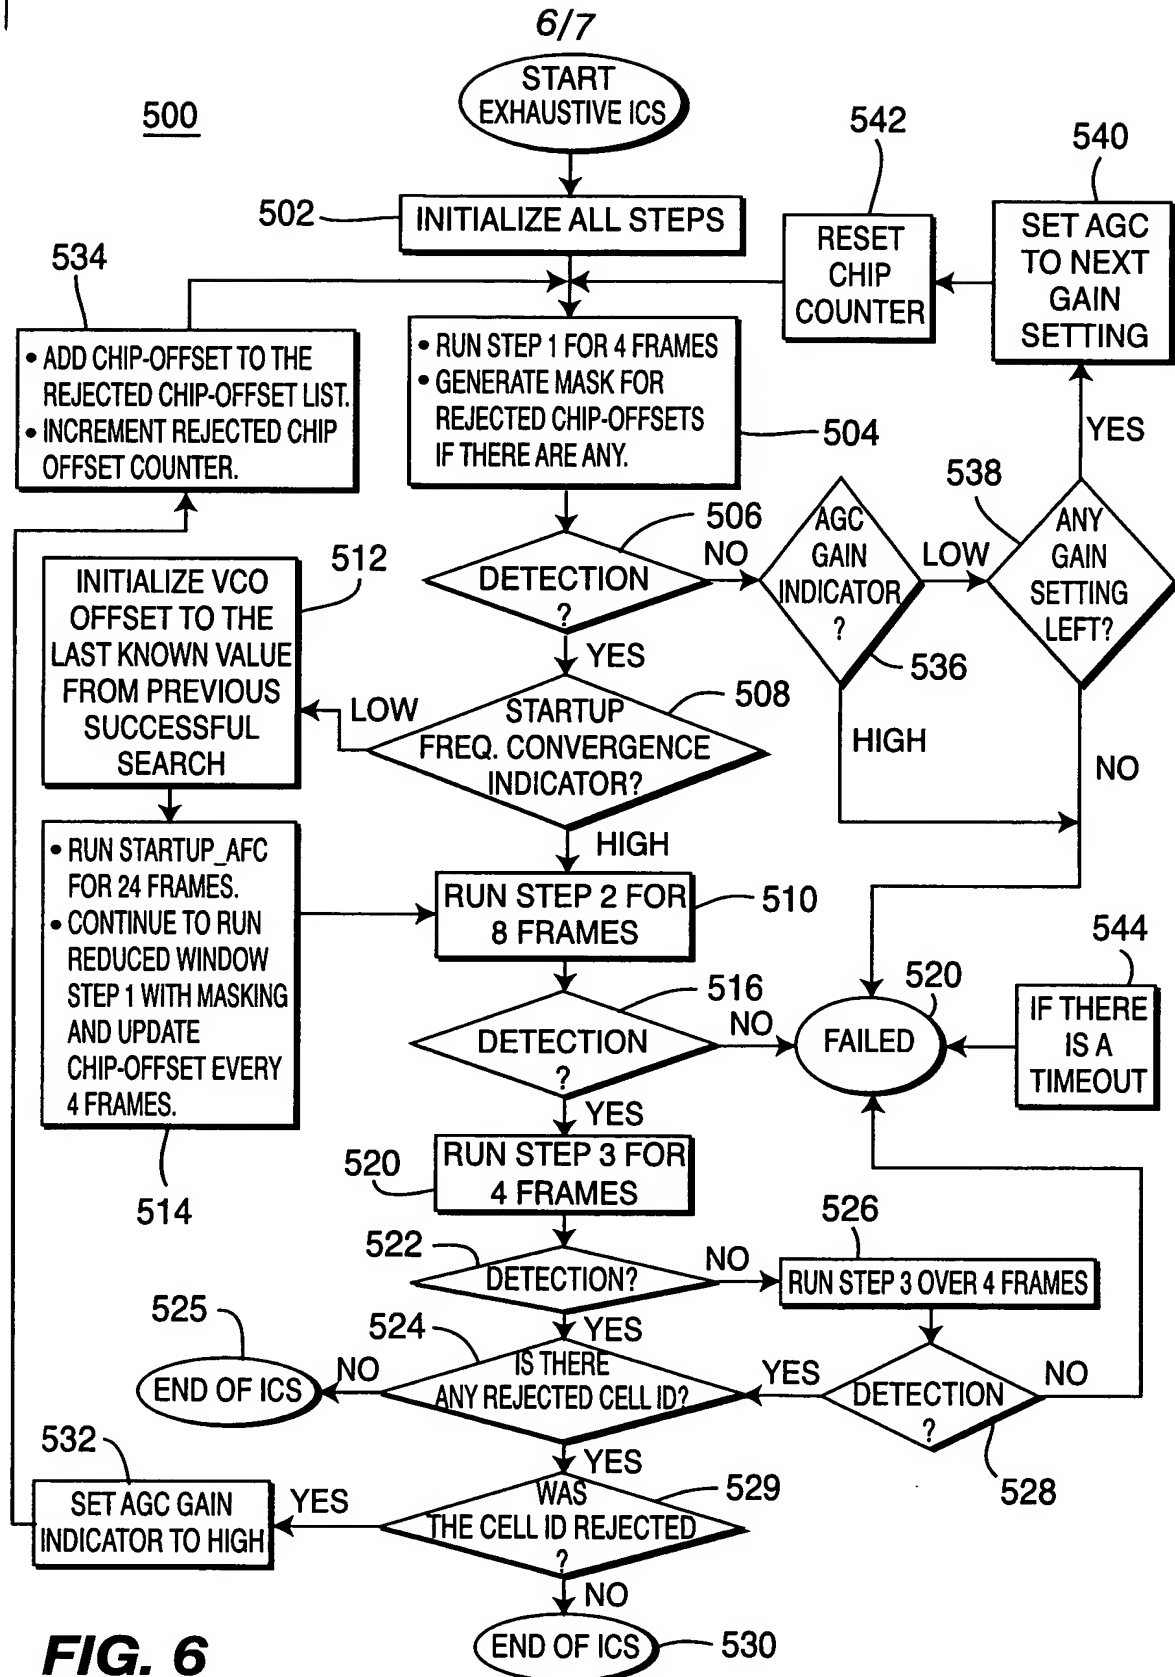 6/7
START
EXHAUSTIVE ICS
500
542
540
502
INITIALIZE ALL STEPS
RESET
CHIP
COUNTER
SET AGC
TO NEXT
GAIN
SETTING
534
• ADD CHIP-OFFSET TO THE
REJECTED CHIP-OFFSET LIST.
• INCREMENT REJECTED CHIP
OFFSET COUNTER.
• RUN STEP 1 FOR 4 FRAMES
• GENERATE MASK FOR
REJECTED CHIP-OFFSETS
IF THERE ARE ANY.
504
YES
538
506
DETECTION
?
NO
AGC
GAIN
INDICATOR
?
LOW
ANY
GAIN
SETTING
LEFT?
536
HIGH
NO
YES
512
INITIALIZE VCO
OFFSET TO THE
LAST KNOWN VALUE
FROM PREVIOUS
SUCCESSFUL
SEARCH
LOW
508
STARTUP
FREQ. CONVERGENCE
INDICATOR?
HIGH
• RUN STARTUP_AFC
FOR 24 FRAMES.
• CONTINUE TO RUN
REDUCED WINDOW
STEP 1 WITH MASKING
AND UPDATE
CHIP-OFFSET EVERY
4 FRAMES.
514
RUN STEP 2 FOR
8 FRAMES
510
516
DETECTION
?
NO
520
FAILED
544
IF THERE
IS A
TIMEOUT
YES
520
RUN STEP 3 FOR
4 FRAMES
522
DETECTION?
NO
526
RUN STEP 3 OVER 4 FRAMES
YES
525
END OF ICS
NO
524
IS THERE
ANY REJECTED CELL ID?
YES
DETECTION
?
NO
528
YES
532
SET AGC GAIN
INDICATOR TO HIGH
YES
WAS
THE CELL ID REJECTED
?
529
NO
END OF ICS
530
FIG. 6